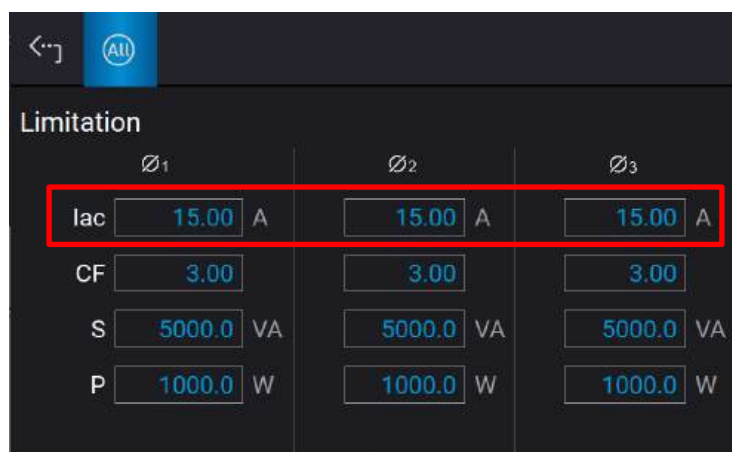 All
Limitation
Ø1 Ø2 Ø3
Iac 15.00 A 15.00 A 15.00 A
CF 3.00 3.00 3.00
S 5000.0 VA 5000.0 VA 5000.0 VA
P 1000.0 W 1000.0 W 1000.0 W